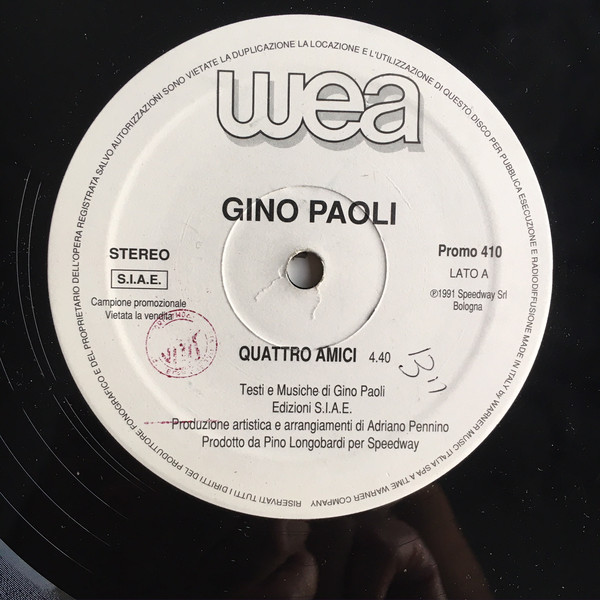 RISERVATI TUTTI I DIRITTI DEL PRODUTTORE FONOGRAFICO E DEL PROPRIETARIO DELL'OPERA REGISTRATA SALVO AUTORIZZAZIONI SONO VIETATE LA DUPLICAZIONE LA LOCAZIONE E L'UTILIZZAZIONE DI QUESTO DISCO PER PUBBLICA ESECUZIONE E RADIODIFFUSIONE MADE IN ITALY by WARNER MUSIC ITALIA SPA A TIME WARNER COMPANY
wea
GINO PAOLI
STEREO
S.I.A.E.
Campione promozionale
Vietata la vendita
Promo 410
LATO A
℗1991 Speedway Srl
Bologna
QUATTRO AMICI 4.40
Testi e Musiche di Gino Paoli
Edizioni S.I.A.E.
Produzione artistica e arrangiamenti di Adriano Pennino
Prodotto da Pino Longobardi per Speedway